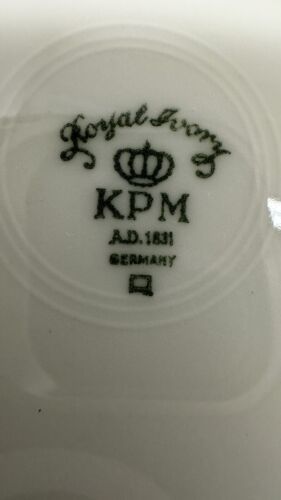 Royal Ivory
KPM
A.D. 1831
GERMANY